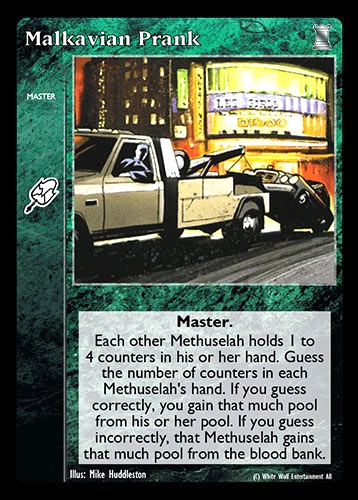 Malkavian Prank
MASTER
Master.
Each other Methuselah holds 1 to
4 counters in his or her hand. Guess
the number of counters in each
Methuselah's hand. If you guess
correctly, you gain that much pool
from his or her pool. If you guess
incorrectly, that Methuselah gains
that much pool from the blood bank.
Illus: Mike Huddleston
(C) White Wolf Entertainment AB